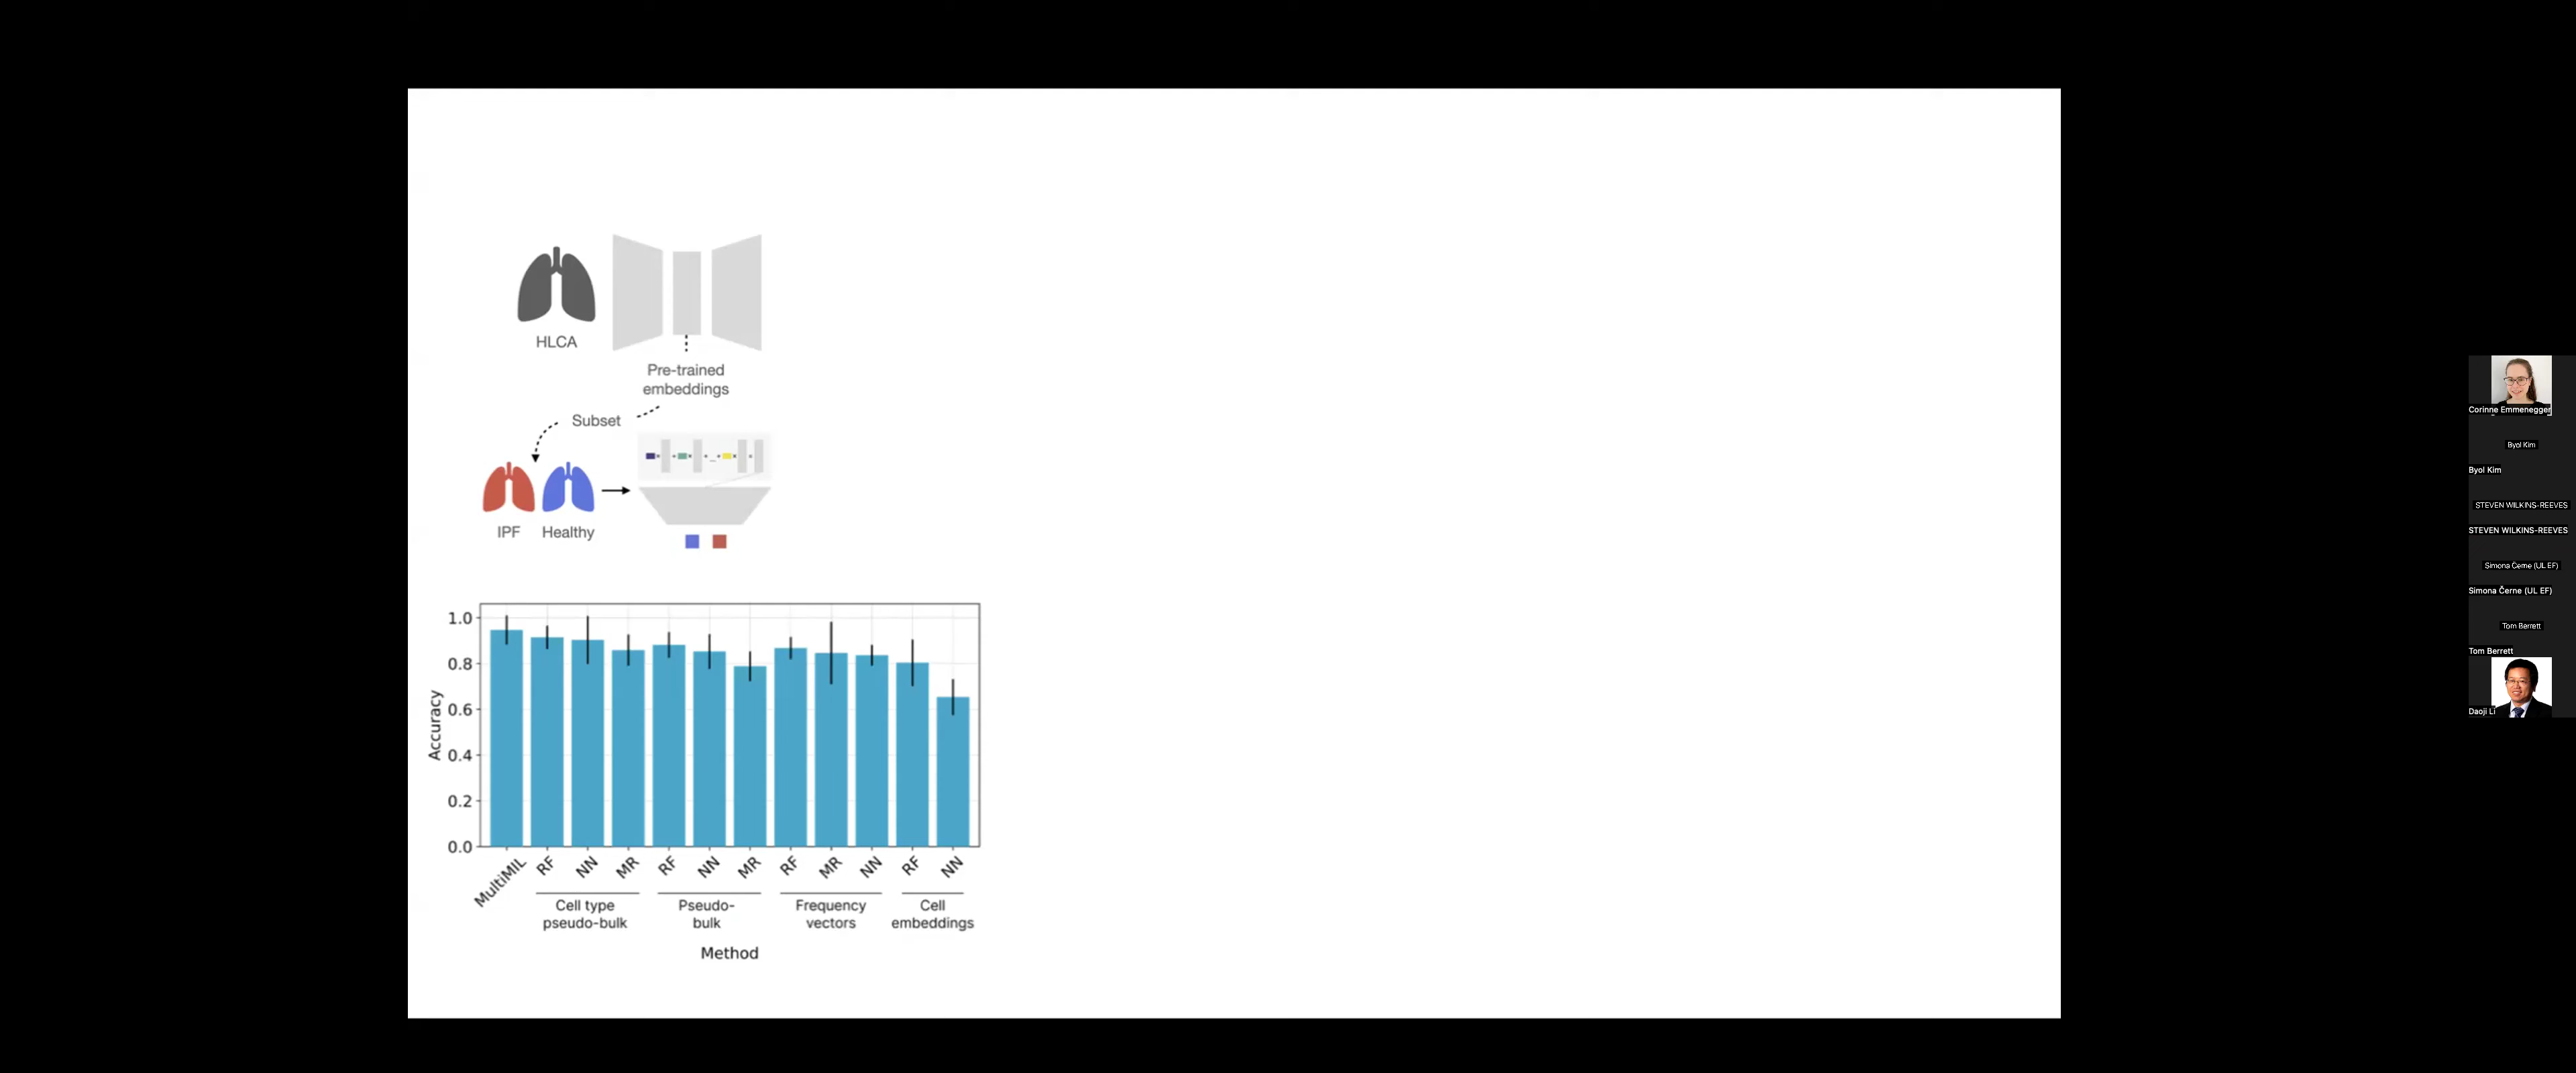 HLCA
Pre-trained
embeddings
Subset
IPF
Healthy
Accuracy
1.0
0.8
0.6
0.4
0.2
0.0
MultiMIL
RF
NN
MR
RF
NN
MR
RF
MR
NN
RF
NN
Cell type
pseudo-bulk
Pseudo-
bulk
Frequency
vectors
Cell
embeddings
Method
Corinne Emmenegger
Byol Kim
Byol Kim
STEVEN WILKINS-REEVES
STEVEN WILKINS-REEVES
Simona Černe (UL EF)
Simona Černe (UL EF)
Tom Berrett
Tom Berrett
Daoji Li